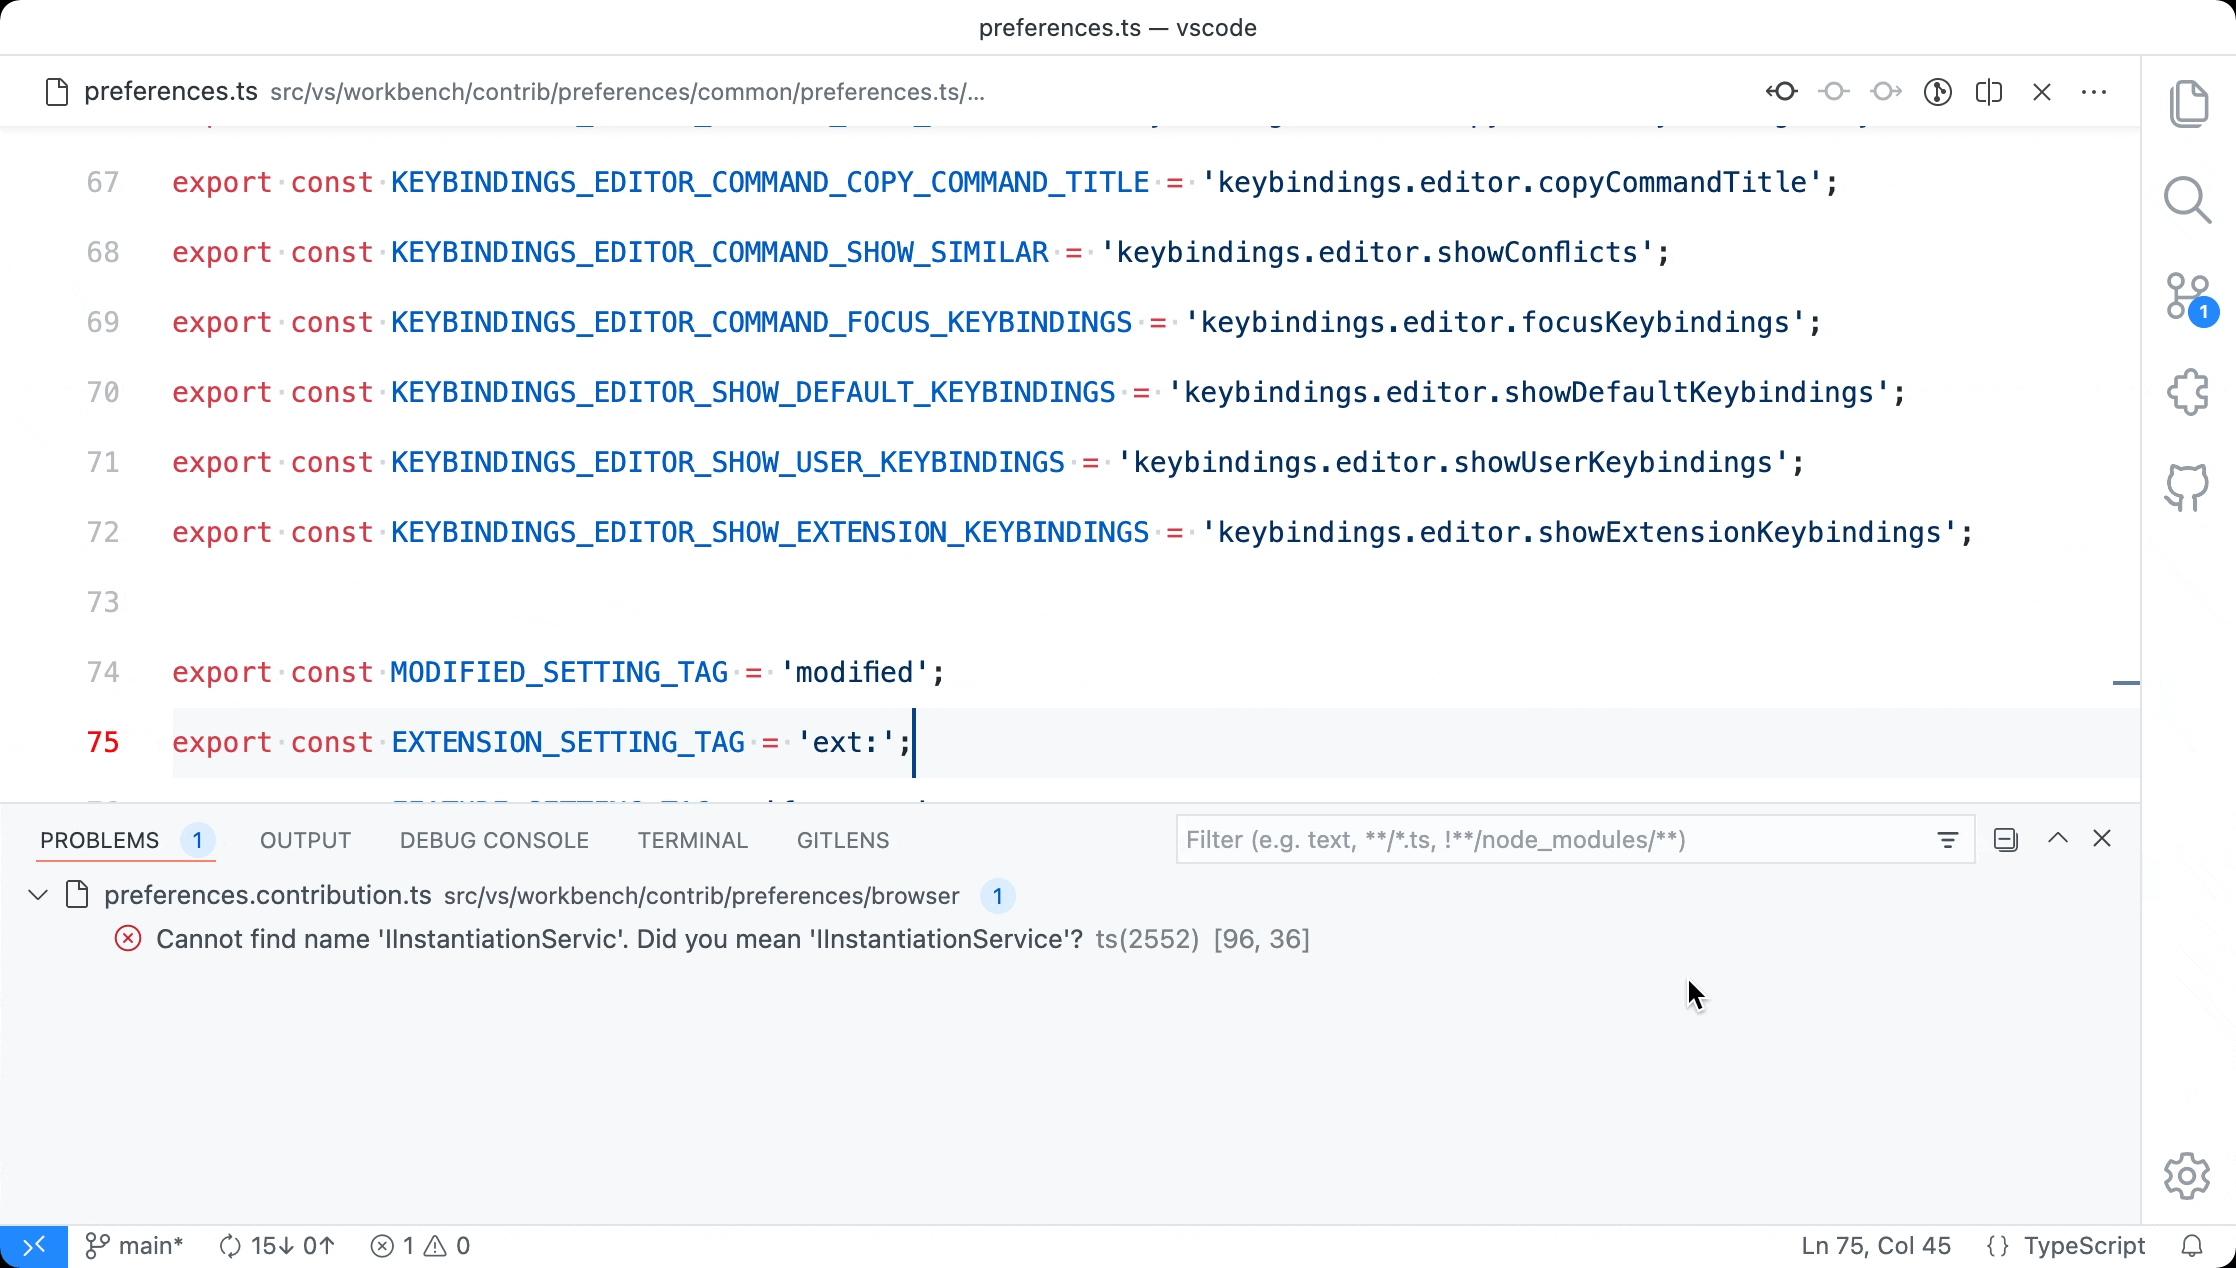 preferences.ts — vscode
preferences.ts src/vs/workbench/contrib/preferences/common/preferences.ts/...
67 export const KEYBINDINGS_EDITOR_COMMAND_COPY_COMMAND_TITLE = 'keybindings.editor.copyCommandTitle';
68 export const KEYBINDINGS_EDITOR_COMMAND_SHOW_SIMILAR = 'keybindings.editor.showConflicts';
69 export const KEYBINDINGS_EDITOR_COMMAND_FOCUS_KEYBINDINGS = 'keybindings.editor.focusKeybindings';
70 export const KEYBINDINGS_EDITOR_SHOW_DEFAULT_KEYBINDINGS = 'keybindings.editor.showDefaultKeybindings';
71 export const KEYBINDINGS_EDITOR_SHOW_USER_KEYBINDINGS = 'keybindings.editor.showUserKeybindings';
72 export const KEYBINDINGS_EDITOR_SHOW_EXTENSION_KEYBINDINGS = 'keybindings.editor.showExtensionKeybindings';
73
74 export const MODIFIED_SETTING_TAG = 'modified';
75 export const EXTENSION_SETTING_TAG = 'ext:';
1
PROBLEMS 1 OUTPUT DEBUG CONSOLE TERMINAL GITLENS Filter (e.g. text, **/*.ts, !**/node_modules/**)
preferences.contribution.ts src/vs/workbench/contrib/preferences/browser 1
Cannot find name 'IInstantiationServic'. Did you mean 'IInstantiationService'? ts(2552) [96, 36]
main* 15↓ 0↑ 1 0 Ln 75, Col 45 {} TypeScript